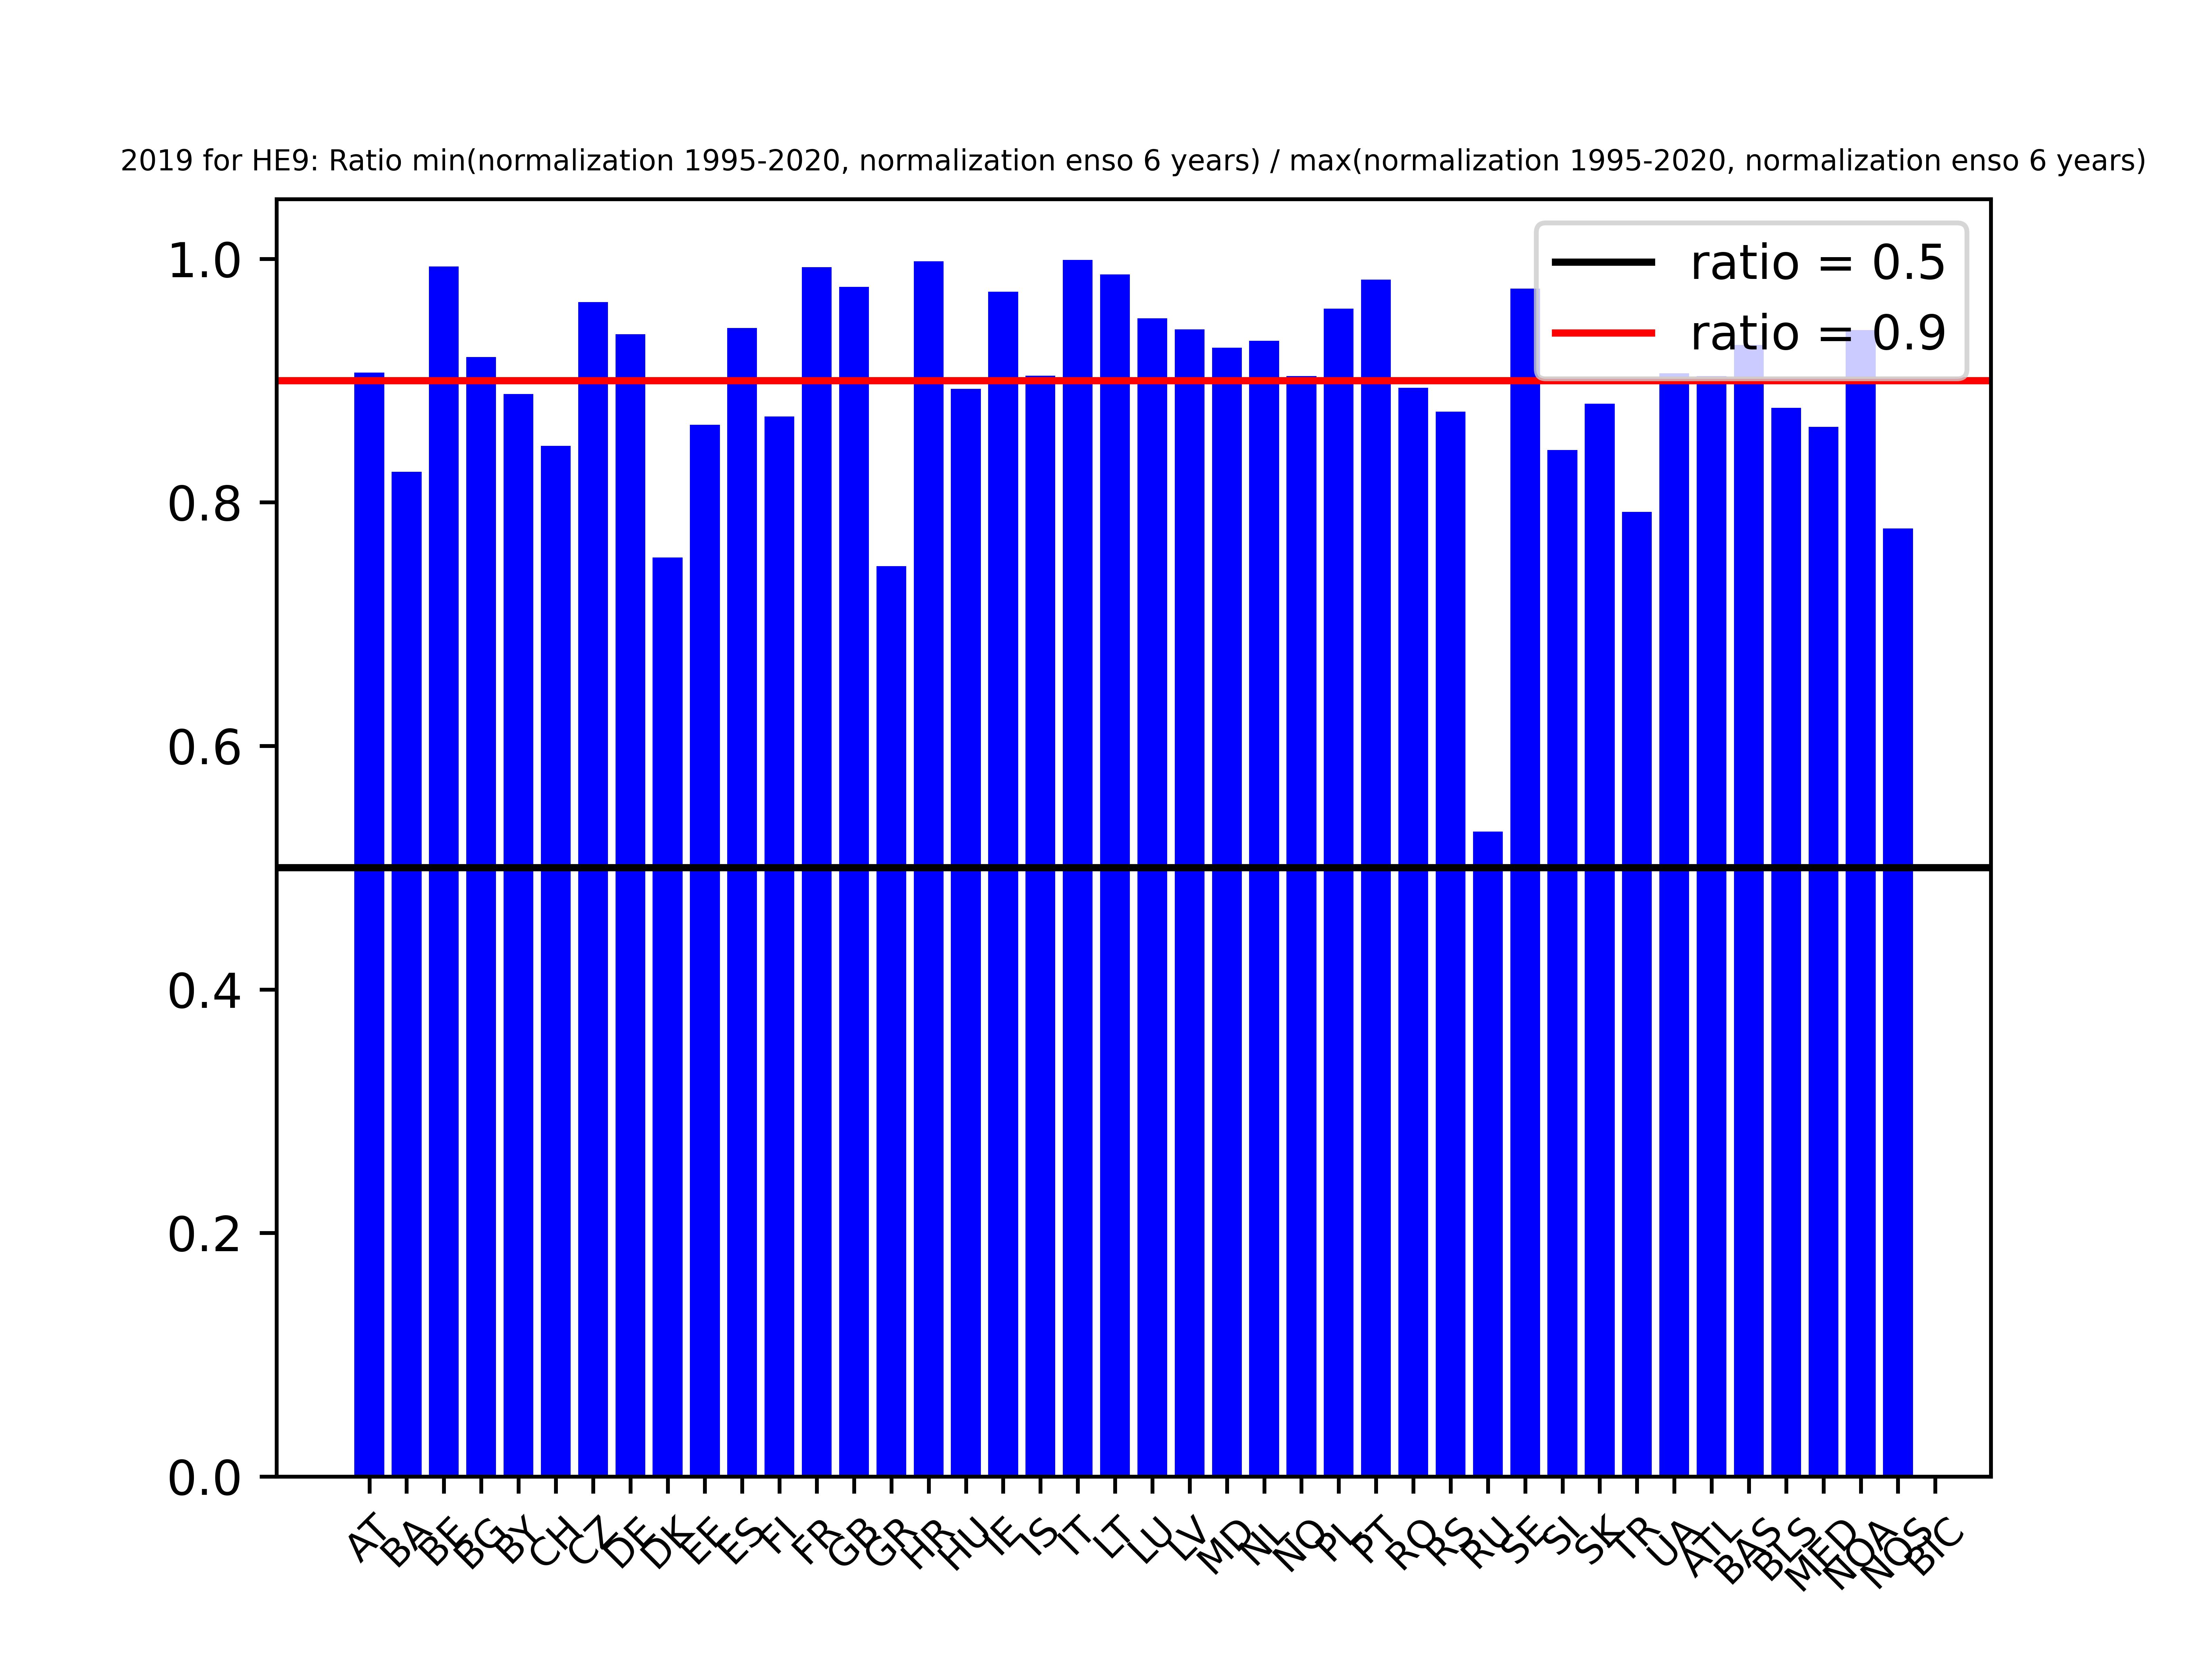 2019 for HE9: Ratio min(normalization 1995-2020, normalization enso 6 years) / max(normalization 1995-2020, normalization enso 6 years)
ratio = 0.5
ratio = 0.9
1.0
0.8
0.6
0.4
0.2
0.0
AT BA BE BG BY CH CZ DE DK EE ES FI FR GB GR HR HU IE IS IT LT LU LV MD NL NO PL PT RO RS RU SE SI SK TR UA ATL BAS BLS MED NOA NOS BIC